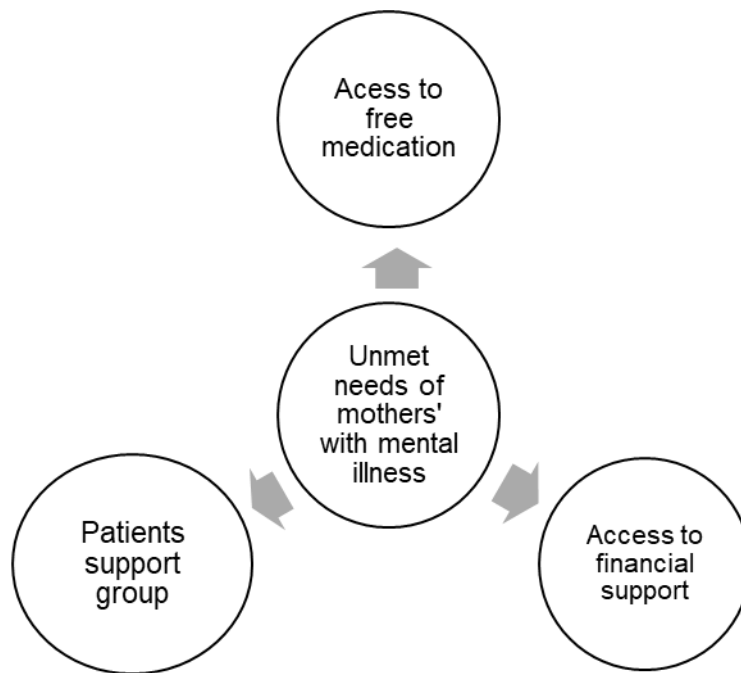 Acess to
free
medication
Unmet
needs of
mothers'
with mental
illness
Patients
support
group
Access to
financial
support